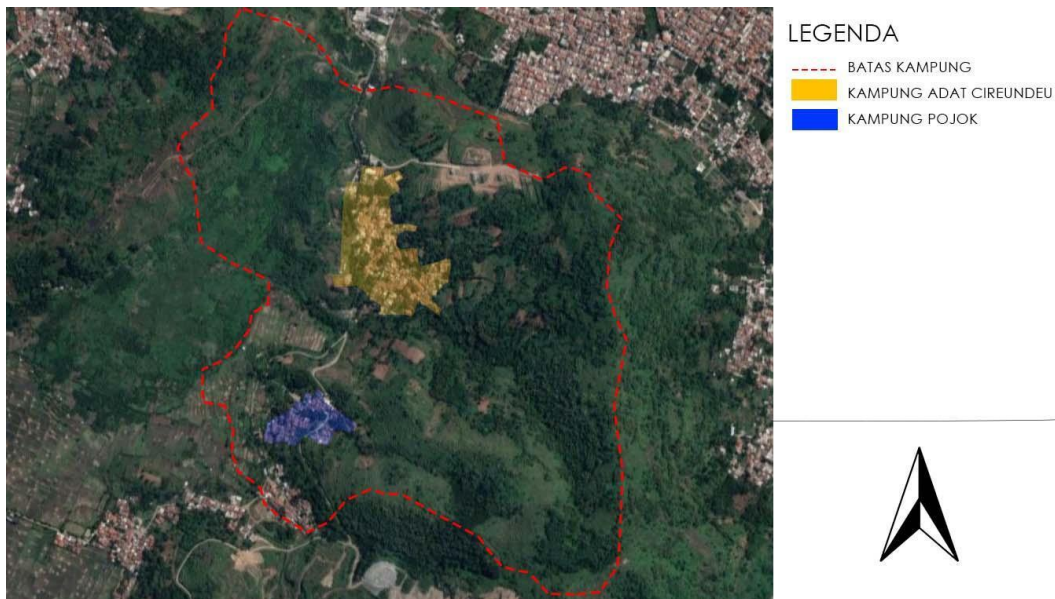 LEGENDA
BATAS KAMPUNG
KAMPUNG ADAT CIREUNDEU
KAMPUNG POJOK